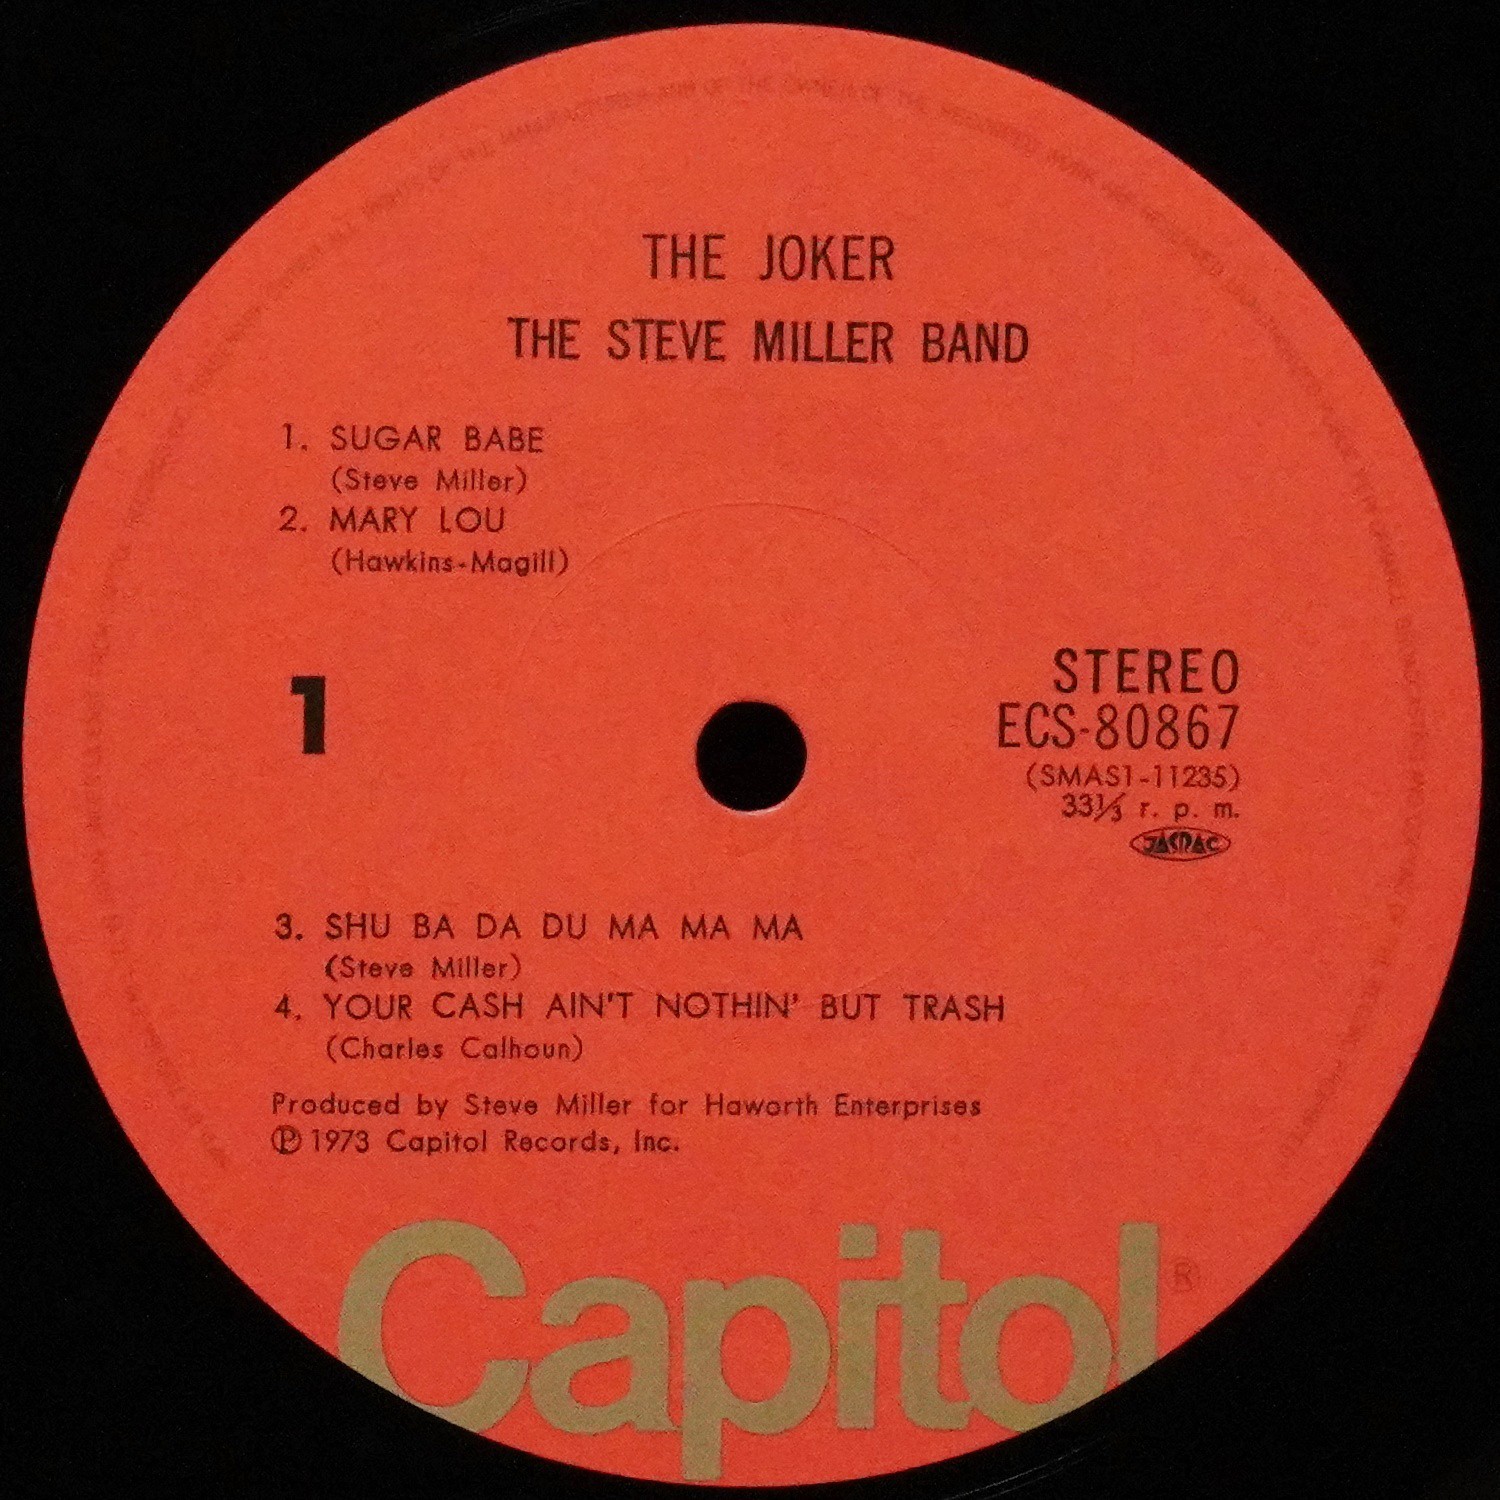 THE JOKER
THE STEVE MILLER BAND
1. SUGAR BABE
(Steve Miller)
2. MARY LOU
(Hawkins-Magill)
1
STEREO
ECS-80867
(SMAS1-11235)
33⅓ r. p. m.
JASRAC
3. SHU BA DA DU MA MA MA
(Steve Miller)
4. YOUR CASH AIN'T NOTHIN' BUT TRASH
(Charles Calhoun)
Produced by Steve Miller for Haworth Enterprises
Ⓟ 1973 Capitol Records, Inc.
Capitol ®